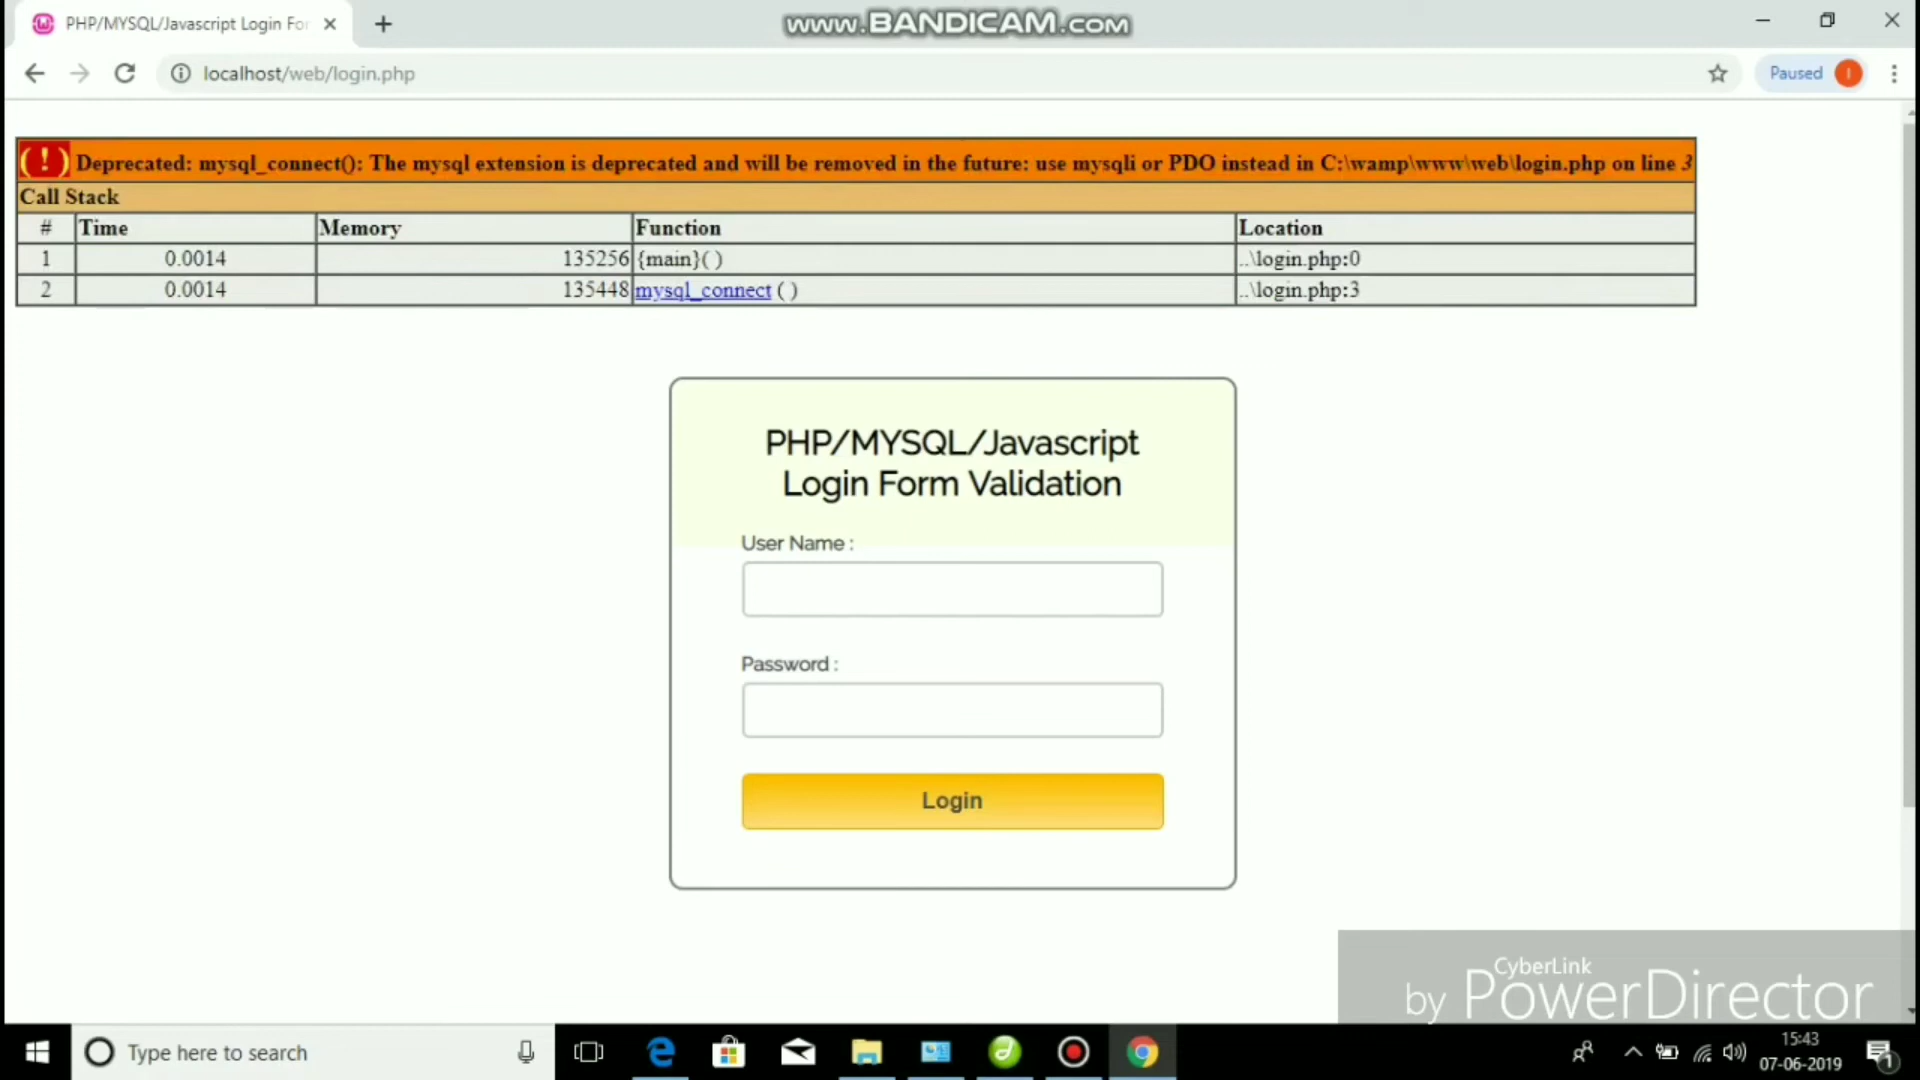 PHP/MYSQL/Javascript Login For
www.BANDICAM.com
localhost/web/login.php
Paused
( ! ) Deprecated: mysql_connect(): The mysql extension is deprecated and will be removed in the future: use mysqli or PDO instead in C:\wamp\www\web\login.php on line 3
Call Stack
# Time Memory Function Location
1 0.0014 135256 {main}( ) ..\login.php:0
2 0.0014 135448 mysql_connect ( ) ..\login.php:3
PHP/MYSQL/Javascript
Login Form Validation
User Name :
Password :
Login
CyberLink
by PowerDirector
Type here to search
15:43
07-06-2019
1